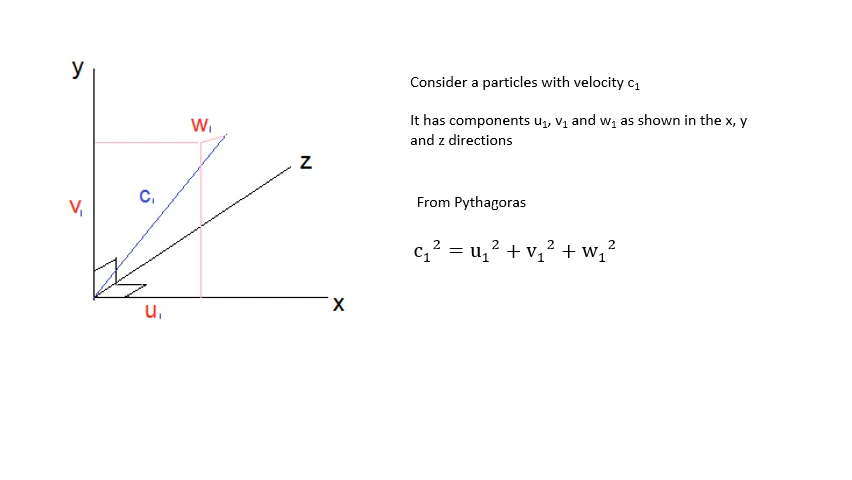 y
w₁
z
c₁
v₁
x
u₁
Consider a particles with velocity c₁
It has components u₁, v₁ and w₁ as shown in the x, y
and z directions
From Pythagoras
c₁² = u₁² + v₁² + w₁²